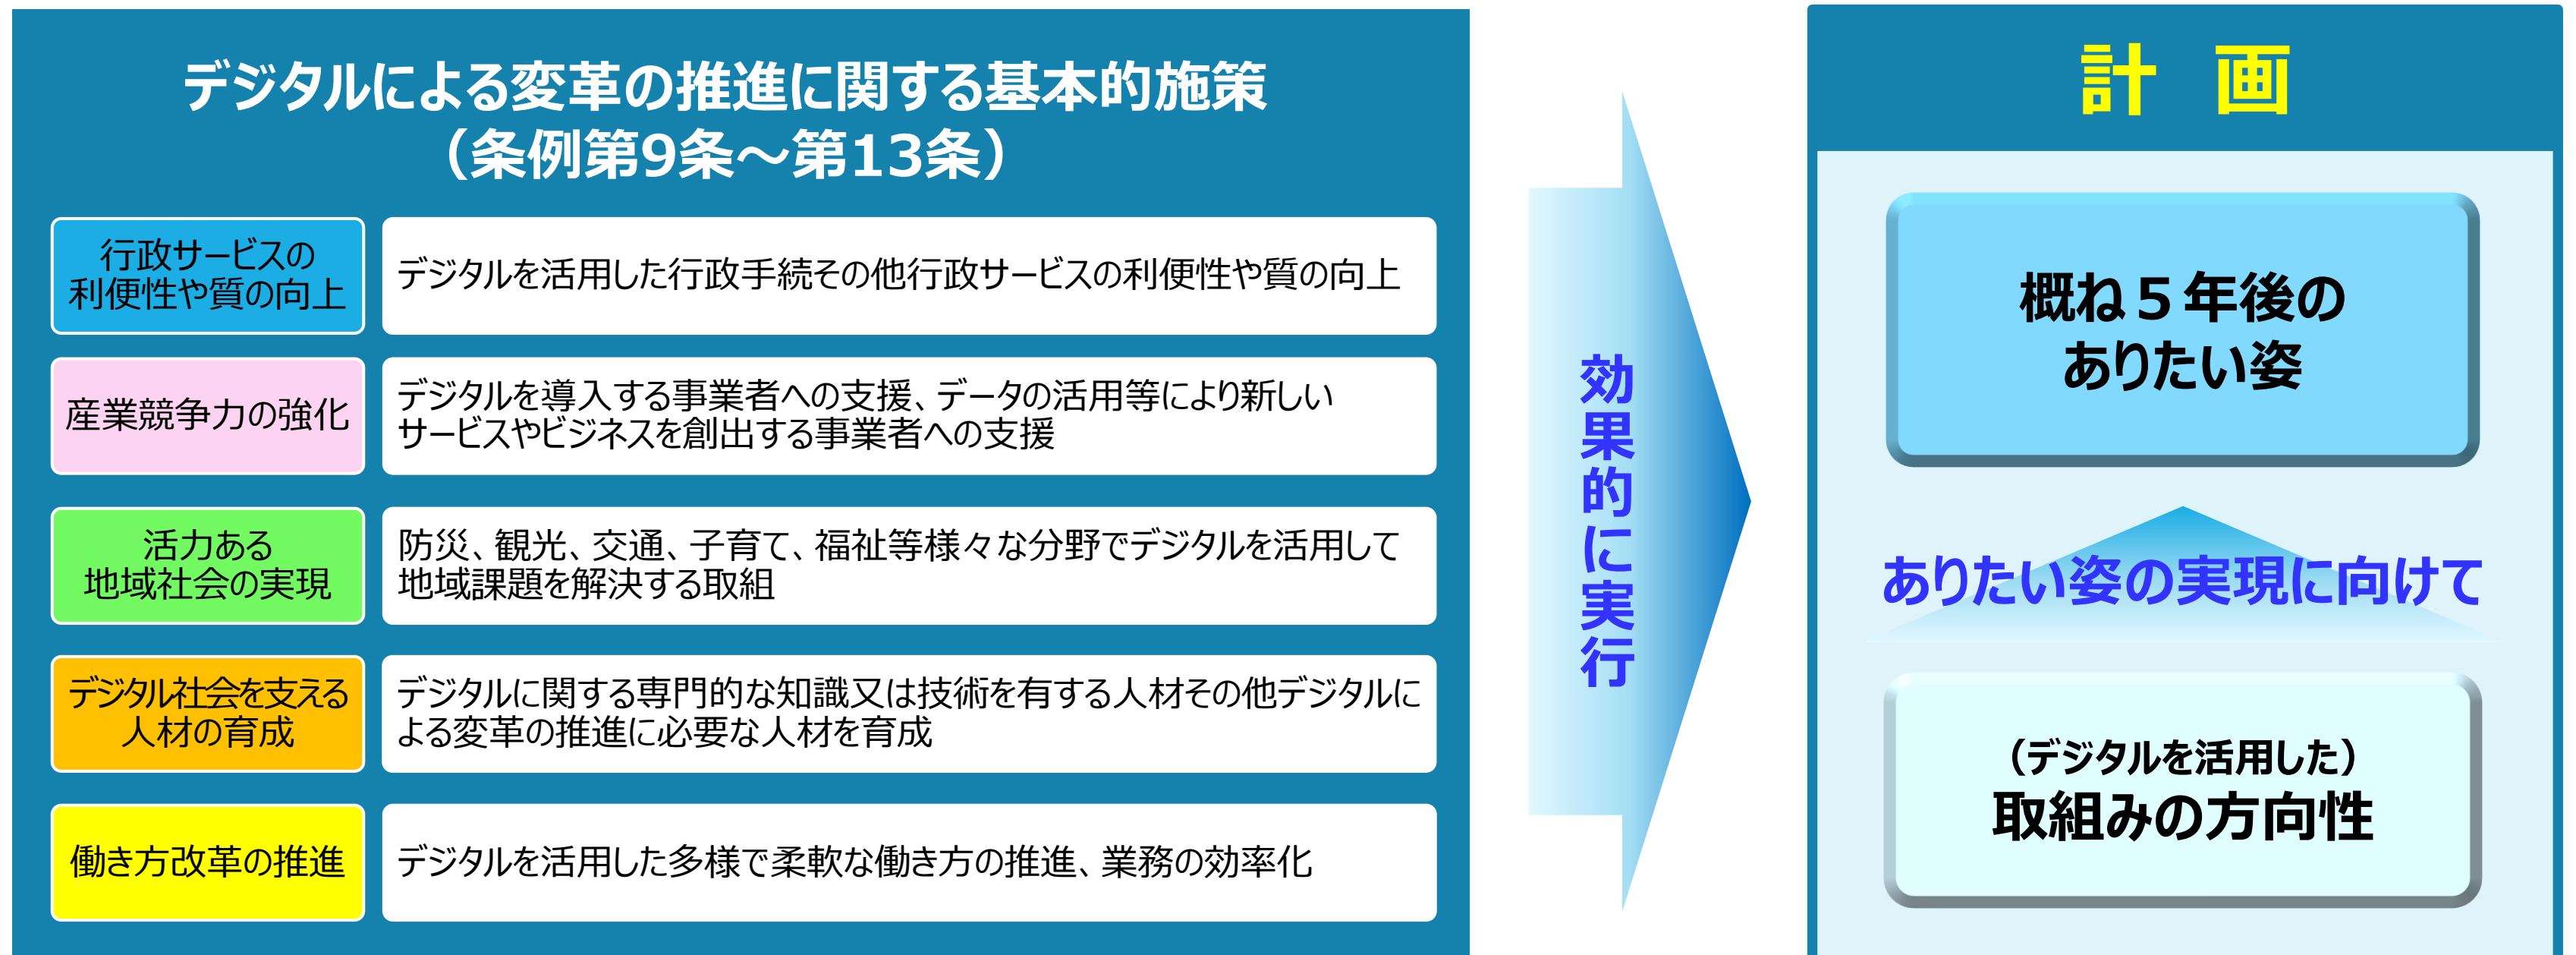 デジタルによる変革の推進に関する基本的施策
（条例第9条～第13条）
行政サービスの
利便性や質の向上
デジタルを活用した行政手続その他行政サービスの利便性や質の向上
産業競争力の強化
デジタルを導入する事業者への支援、データの活用等により新しい
サービスやビジネスを創出する事業者への支援
活力ある
地域社会の実現
防災、観光、交通、子育て、福祉等様々な分野でデジタルを活用して
地域課題を解決する取組
デジタル社会を支える
人材の育成
デジタルに関する専門的な知識又は技術を有する人材その他デジタルに
よる変革の推進に必要な人材を育成
働き方改革の推進
デジタルを活用した多様で柔軟な働き方の推進、業務の効率化
効果的に実行
計 画
概ね５年後の
ありたい姿
ありたい姿の実現に向けて
（デジタルを活用した）
取組みの方向性